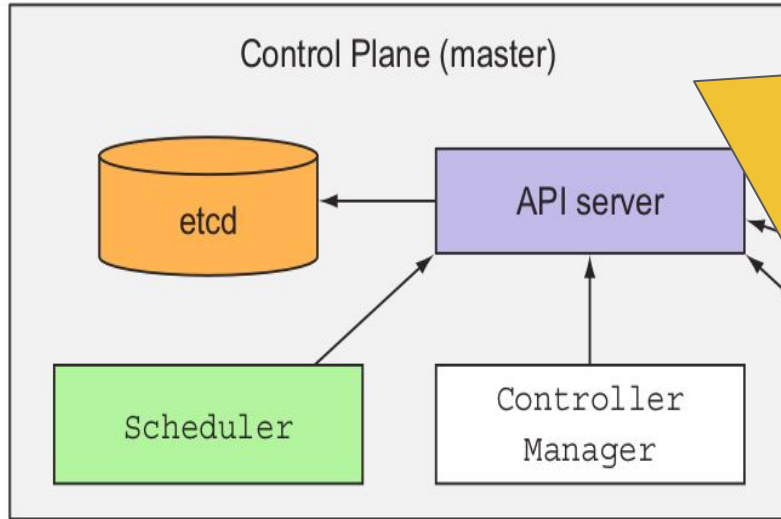 Control Plane (master)
etcd
API server
Scheduler
Controller
Manager